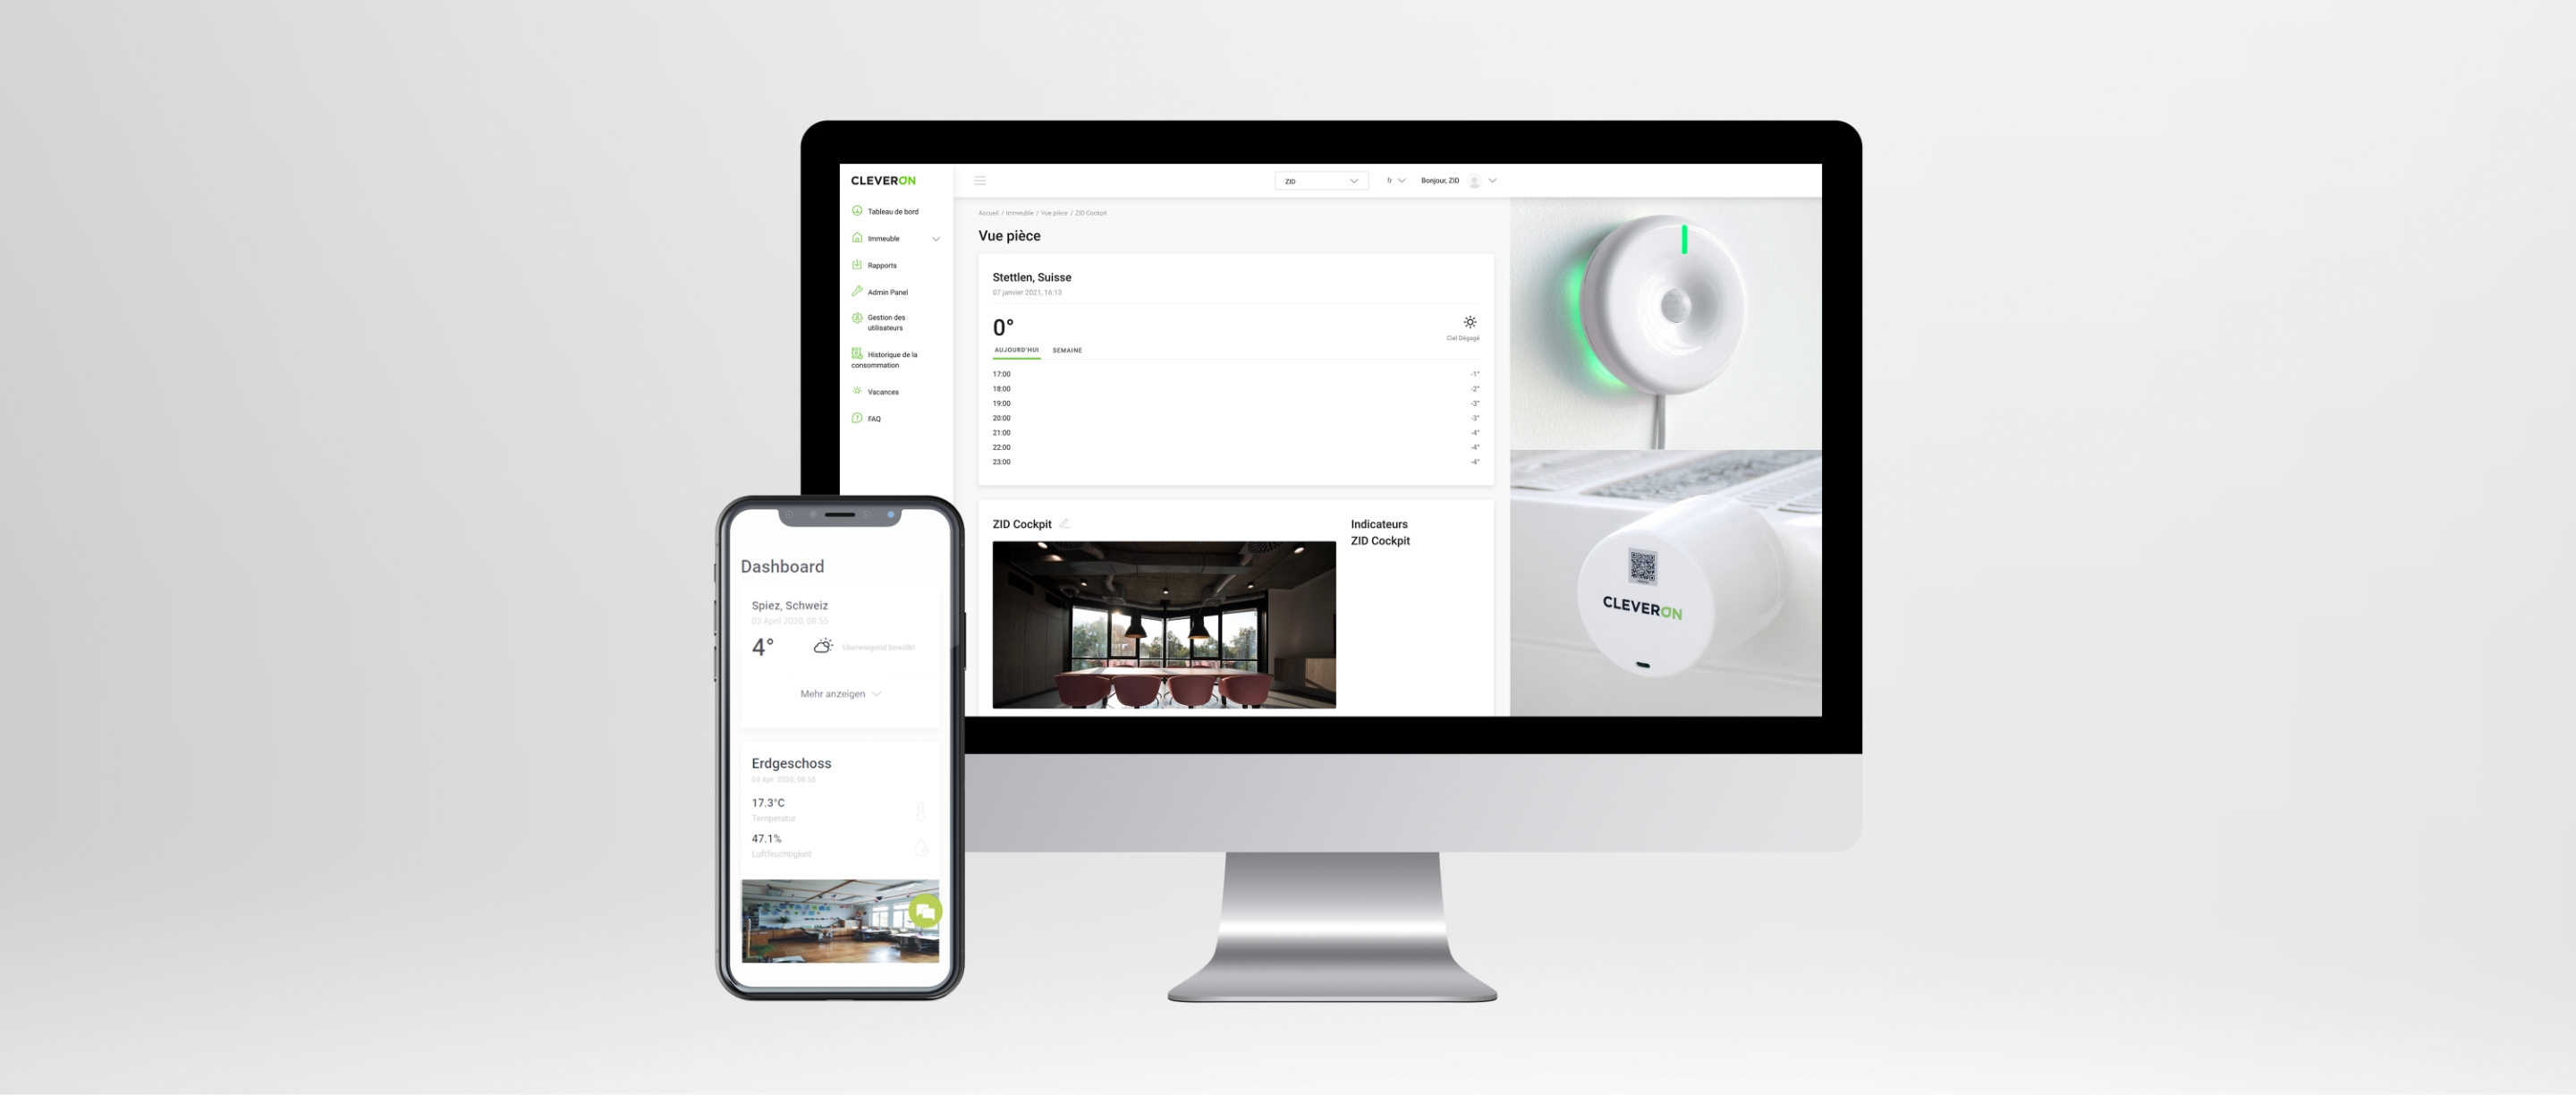 CLEVERON
ZID
fr
Bonjour, ZID
Tableau de bord
Immeuble
Rapports
Admin Panel
Gestion des
utilisateurs
Historique de la
consommation
Vacances
FAQ
Accueil / Immeuble / Vue pièce / ZID Cockpit
Vue pièce
Stettlen, Suisse
07 janvier 2021, 16:13
0°
Ciel Dégagé
AUJOURD'HUI SEMAINE
17:00 -1°
18:00 -2°
19:00 -3°
20:00 -3°
21:00 -4°
22:00 -4°
23:00 -4°
ZID Cockpit
Indicateurs
ZID Cockpit
CLEVERON
Dashboard
Spiez, Schweiz
03 April 2020, 08:55
4°
Überwiegend bewölkt
Mehr anzeigen
Erdgeschoss
03 Apr. 2020, 08:55
17.3°C
Temperatur
47.1%
Luftfeuchtigkeit